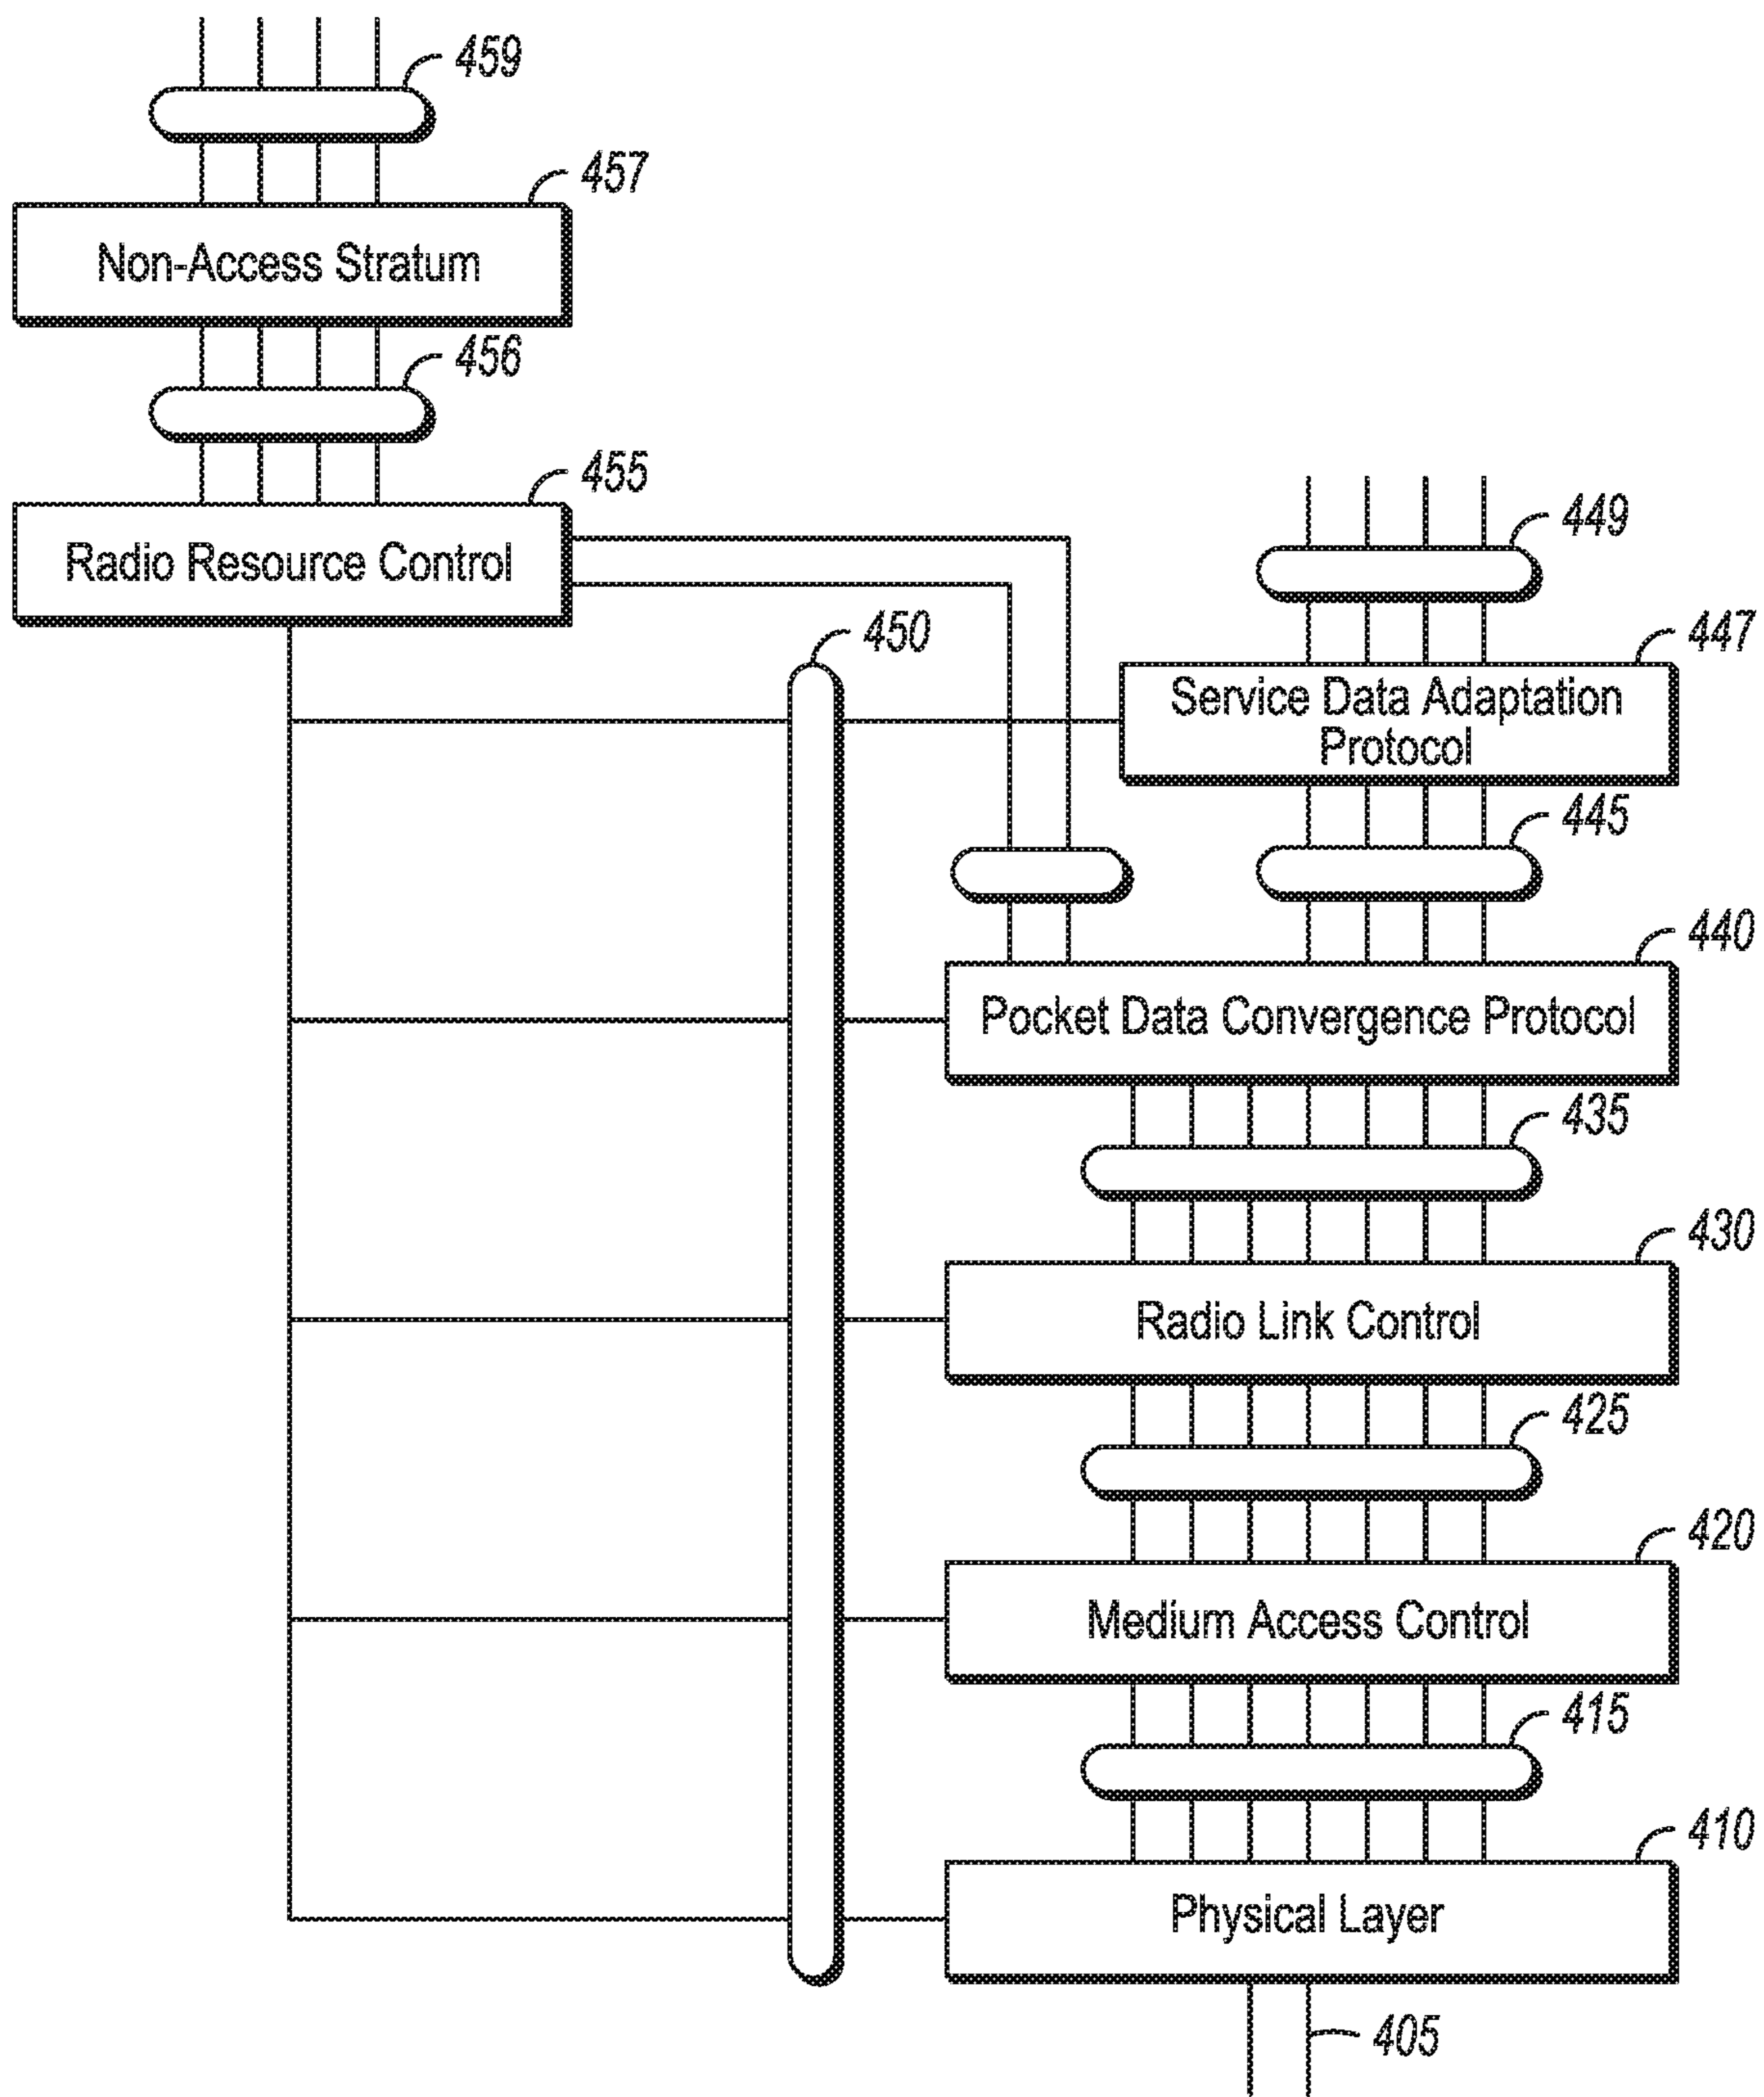 459
457
Non-Access Stratum
456
455
Radio Resource Control
449
450
447
Service Data Adaptation
Protocol
445
440
Pocket Data Convergence Protocol
435
430
Radio Link Control
425
420
Medium Access Control
415
410
Physical Layer
405